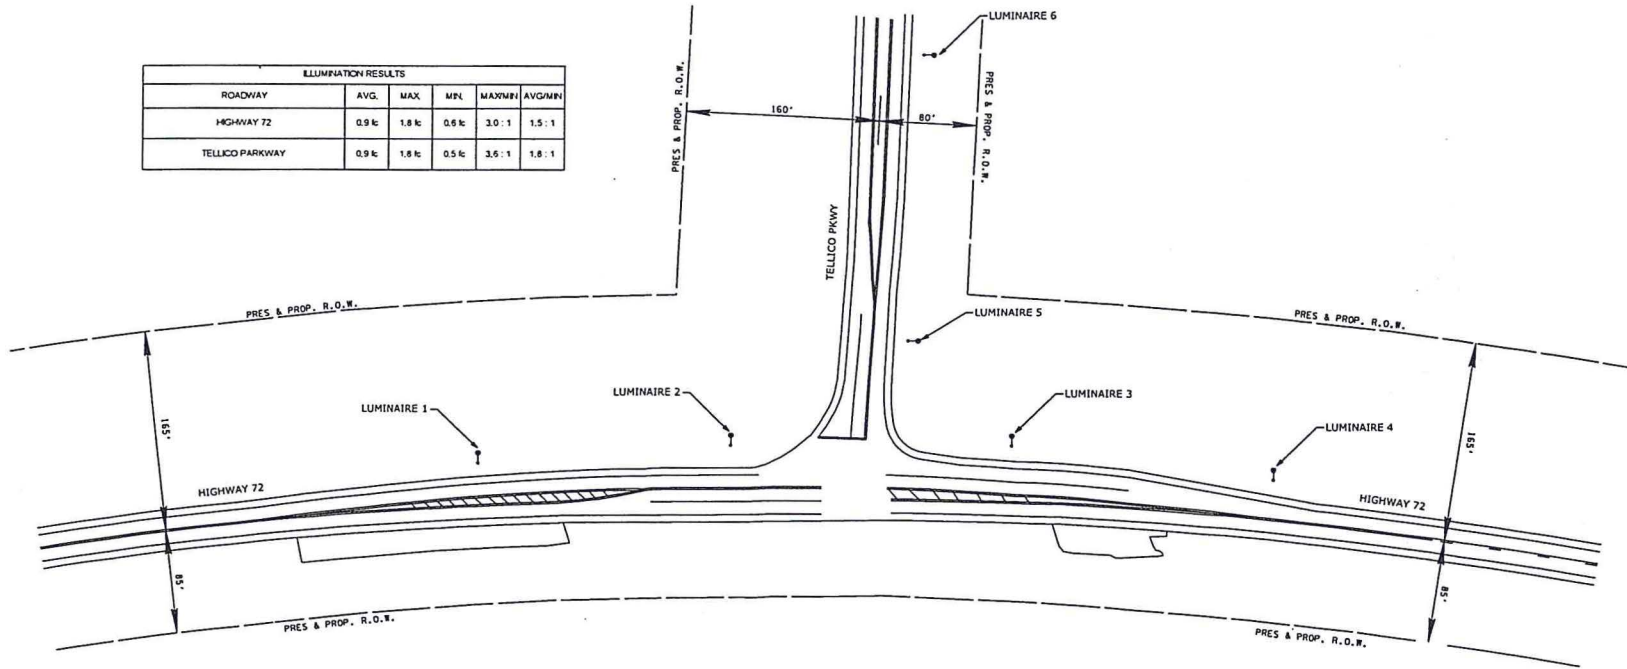 LUMINAIRE 6
ILLUMINATION RESULTS
ROADWAY AVG. MAX. MIN. MAX/MIN AVG/MIN
HIGHWAY 72 0.9 fc 1.8 fc 0.6 fc 3.0 : 1 1.5 : 1
TELLICO PARKWAY 0.9 fc 1.8 fc 0.5 fc 3.6 : 1 1.8 : 1
PRES & PROP. R.O.W.
160'
80'
PRES & PROP. R.O.W.
TELLICO PKWY
PRES & PROP. R.O.W.
LUMINAIRE 5
PRES & PROP. R.O.W.
LUMINAIRE 1
LUMINAIRE 2
LUMINAIRE 3
LUMINAIRE 4
165'
165'
HIGHWAY 72
HIGHWAY 72
85'
85'
PRES & PROP. R.O.W.
PRES & PROP. R.O.W.